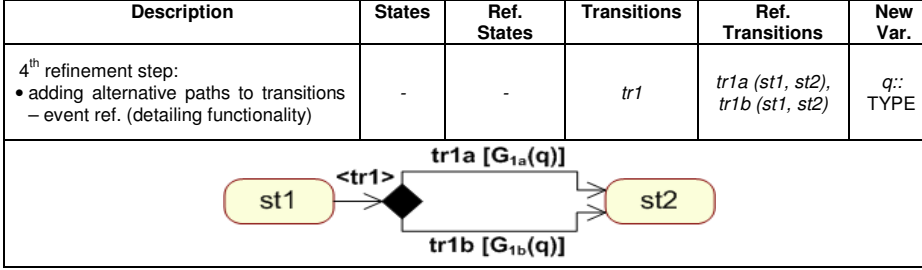 Description States Ref. Transitions Ref. New
States Transitions Var.
4th refinement step:
• adding alternative paths to transitions - - tr1 tr1a (st1, st2), q::
– event ref. (detailing functionality) tr1b (st1, st2) TYPE
tr1a [G1a(q)]
<tr1>
st1 st2
tr1b [G1b(q)]